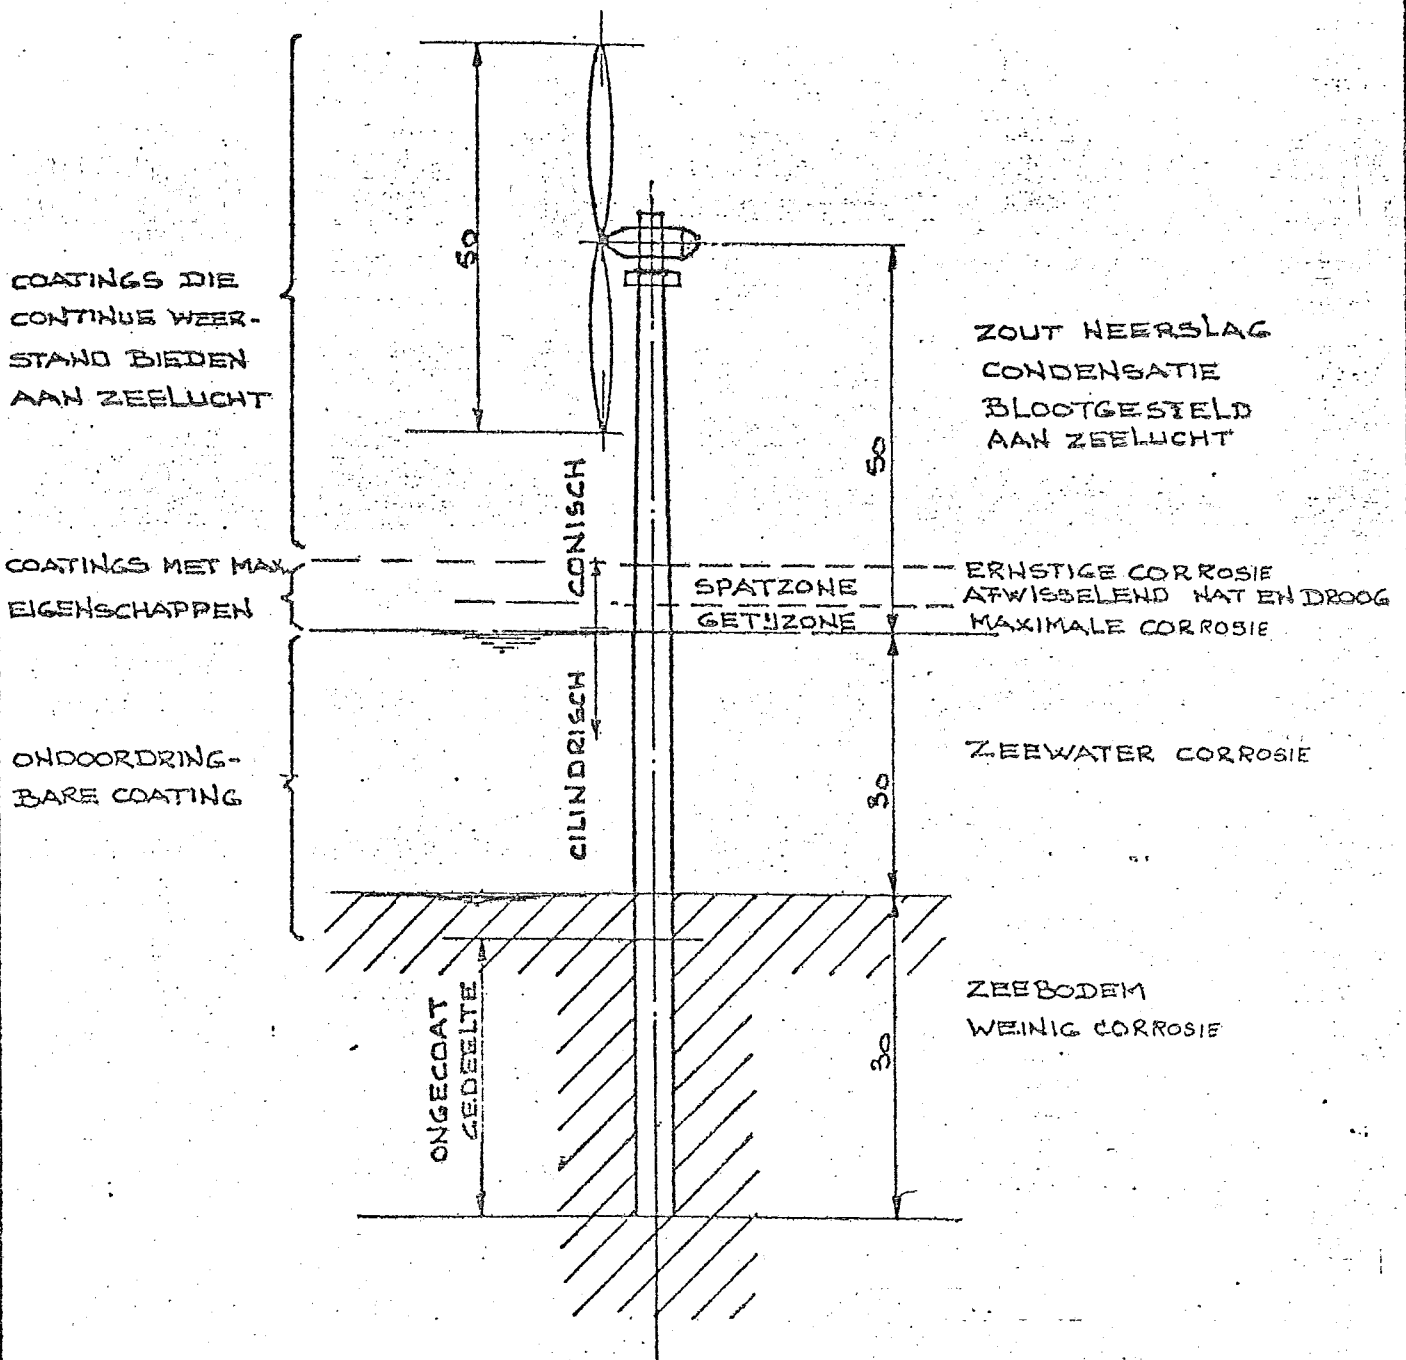 COATINGS DIE
CONTINUE WEER-
STAND BIEDEN
AAN ZEELUCHT
50
ZOUT NEERSLAG
CONDENSATIE
BLOOTGESTELD
AAN ZEELUCHT
50
CONISCH
COATINGS MET MAX.
EIGENSCHAPPEN
SPATZONE
GETIJZONE
ERNSTIGE CORROSIE
AFWISSELEND NAT EN DROOG
MAXIMALE CORROSIE
CILINDRISCH
ONDOORDRING-
BARE COATING
30
ZEEWATER CORROSIE
ONGECOAT
GEDEELTE
30
ZEEBODEM
WEINIG CORROSIE